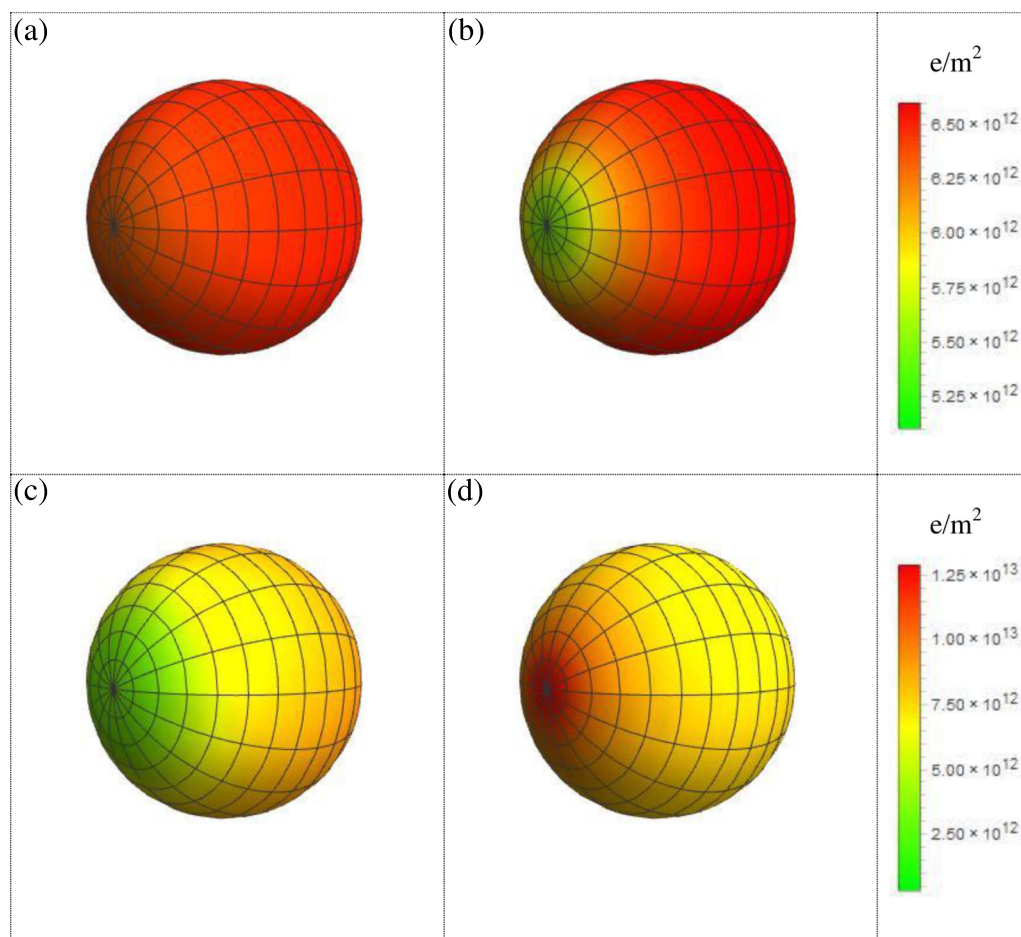 (a)
(b)
e/m²
6.50 × 10¹²
6.25 × 10¹²
6.00 × 10¹²
5.75 × 10¹²
5.50 × 10¹²
5.25 × 10¹²
(c)
(d)
e/m²
1.25 × 10¹³
1.00 × 10¹³
7.50 × 10¹²
5.00 × 10¹²
2.50 × 10¹²